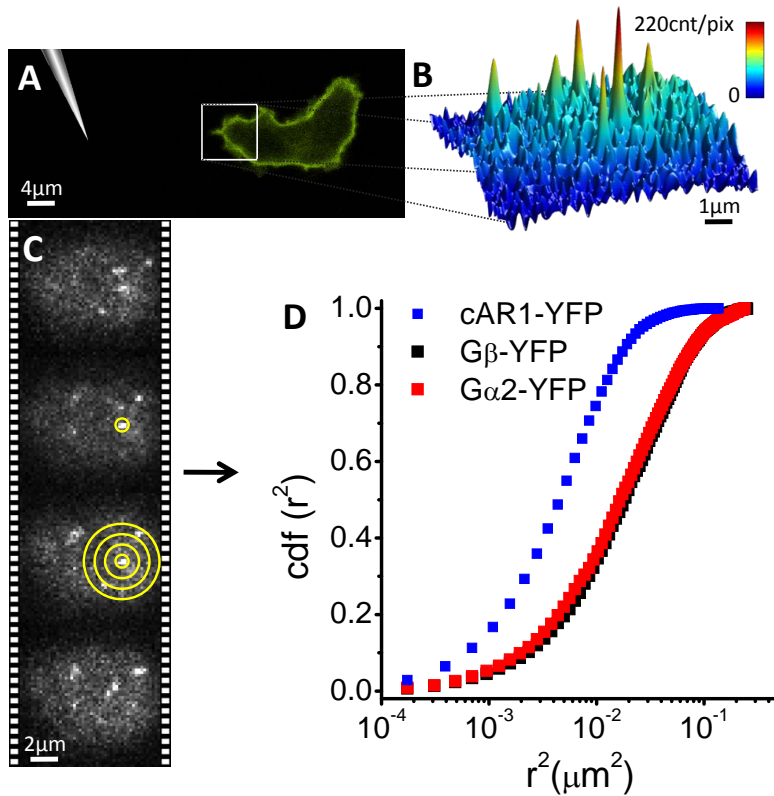 A
4μm
B
220cnt/pix
0
1μm
C
2μm
D
cAR1-YFP
Gβ-YFP
Gα2-YFP
cdf (r²)
1.0
0.8
0.6
0.4
0.2
0.0
10⁻⁴
10⁻³
10⁻²
10⁻¹
r²(μm²)